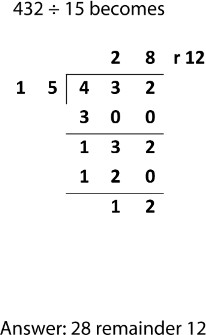 432 ÷ 15 becomes
2 8 r 12
1 5 4 3 2
3 0 0
1 3 2
1 2 0
1 2
Answer: 28 remainder 12